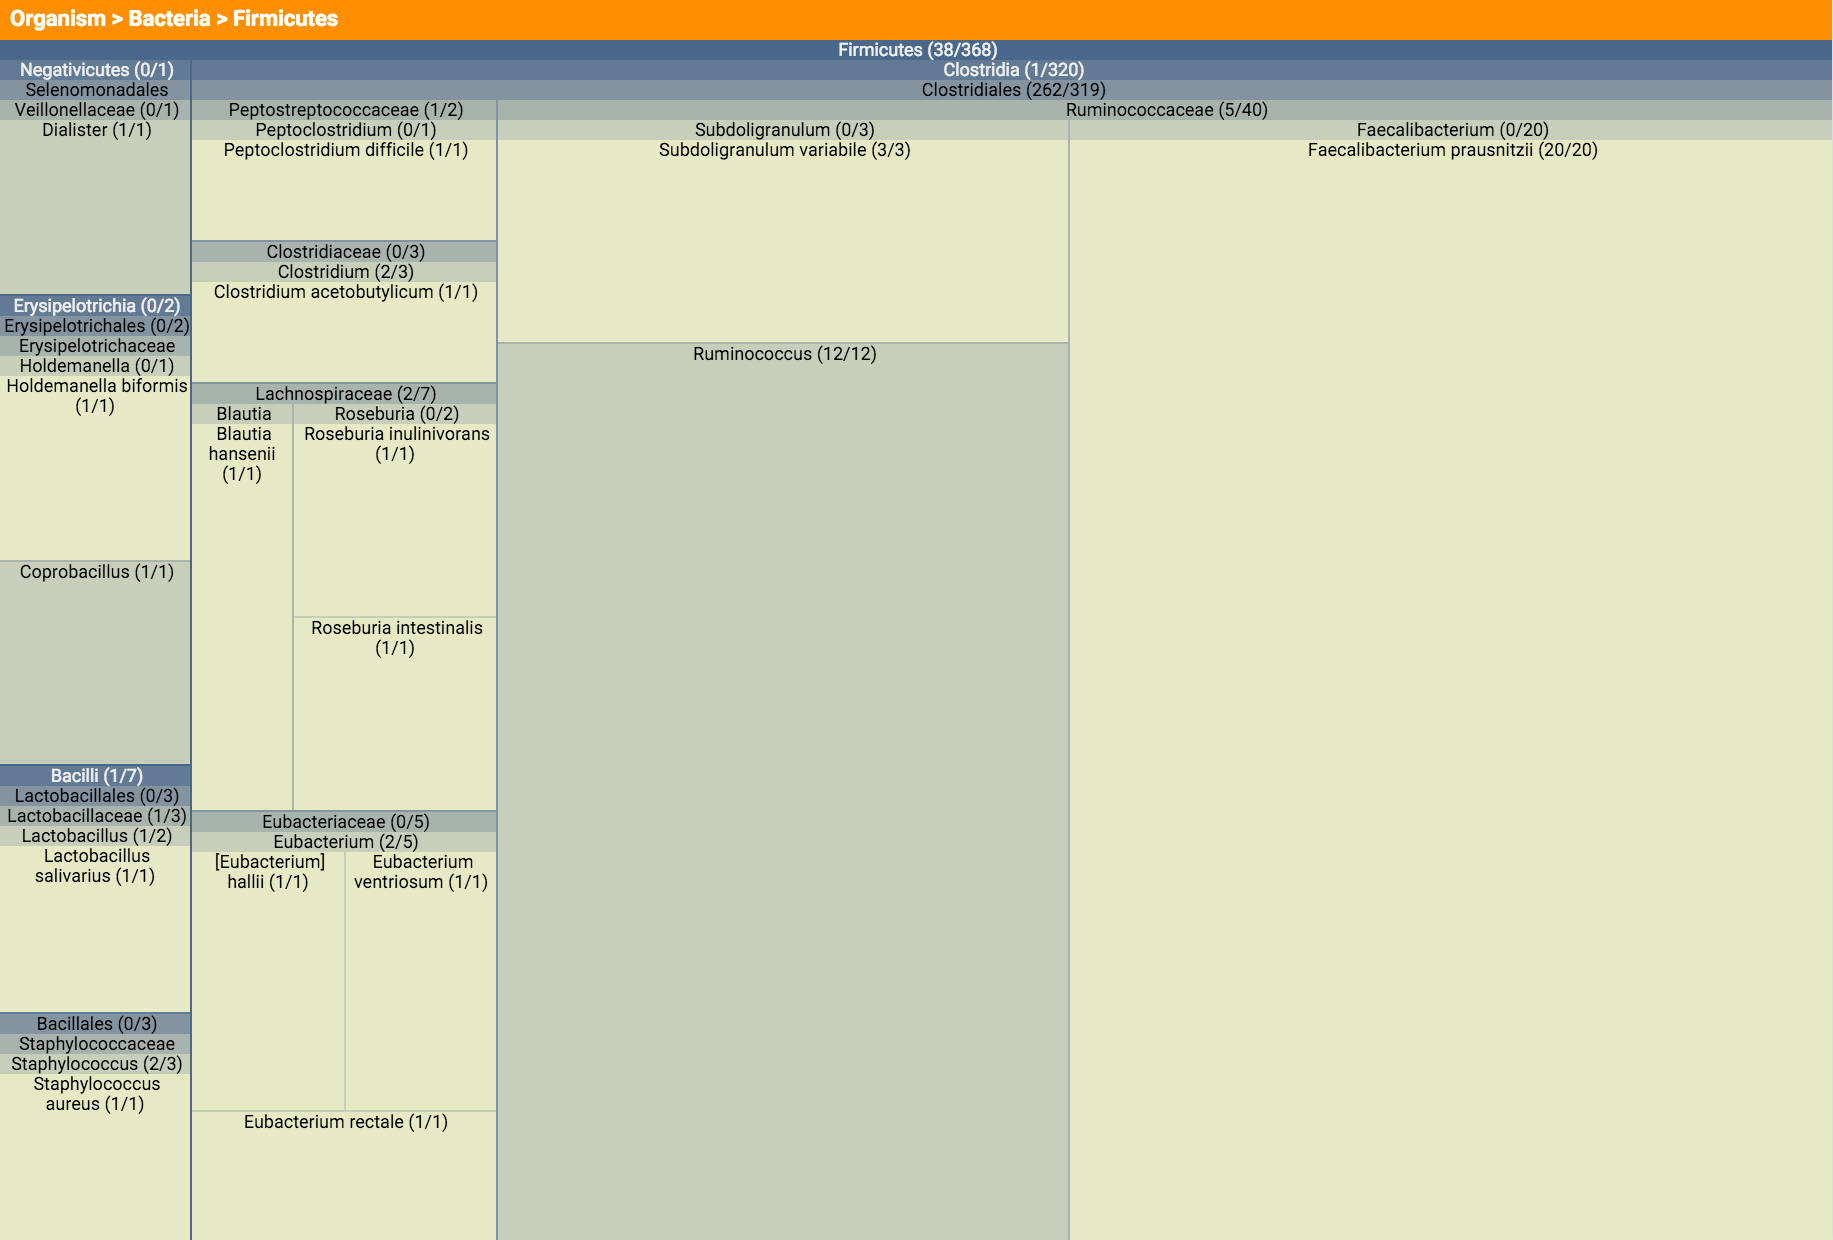 Organism > Bacteria > Firmicutes
Firmicutes (38/368)
Negativicutes (0/1)
Selenomonadales
Veillonellaceae (0/1)
Dialister (1/1)
Erysipelotrichia (0/2)
Erysipelotrichales (0/2)
Erysipelotrichaceae
Holdemanella (0/1)
Holdemanella biformis
(1/1)
Coprobacillus (1/1)
Bacilli (1/7)
Lactobacillales (0/3)
Lactobacillaceae (1/3)
Lactobacillus (1/2)
Lactobacillus
salivarius (1/1)
Bacillales (0/3)
Staphylococcaceae
Staphylococcus (2/3)
Staphylococcus
aureus (1/1)
Clostridia (1/320)
Clostridiales (262/319)
Peptostreptococcaceae (1/2)
Peptoclostridium (0/1)
Peptoclostridium difficile (1/1)
Clostridiaceae (0/3)
Clostridium (2/3)
Clostridium acetobutylicum (1/1)
Lachnospiraceae (2/7)
Blautia
Blautia
hansenii
(1/1)
Roseburia (0/2)
Roseburia inulinivorans
(1/1)
Roseburia intestinalis
(1/1)
Eubacteriaceae (0/5)
Eubacterium (2/5)
[Eubacterium]
hallii (1/1)
Eubacterium
ventriosum (1/1)
Eubacterium rectale (1/1)
Ruminococcaceae (5/40)
Subdoligranulum (0/3)
Subdoligranulum variabile (3/3)
Ruminococcus (12/12)
Faecalibacterium (0/20)
Faecalibacterium prausnitzii (20/20)